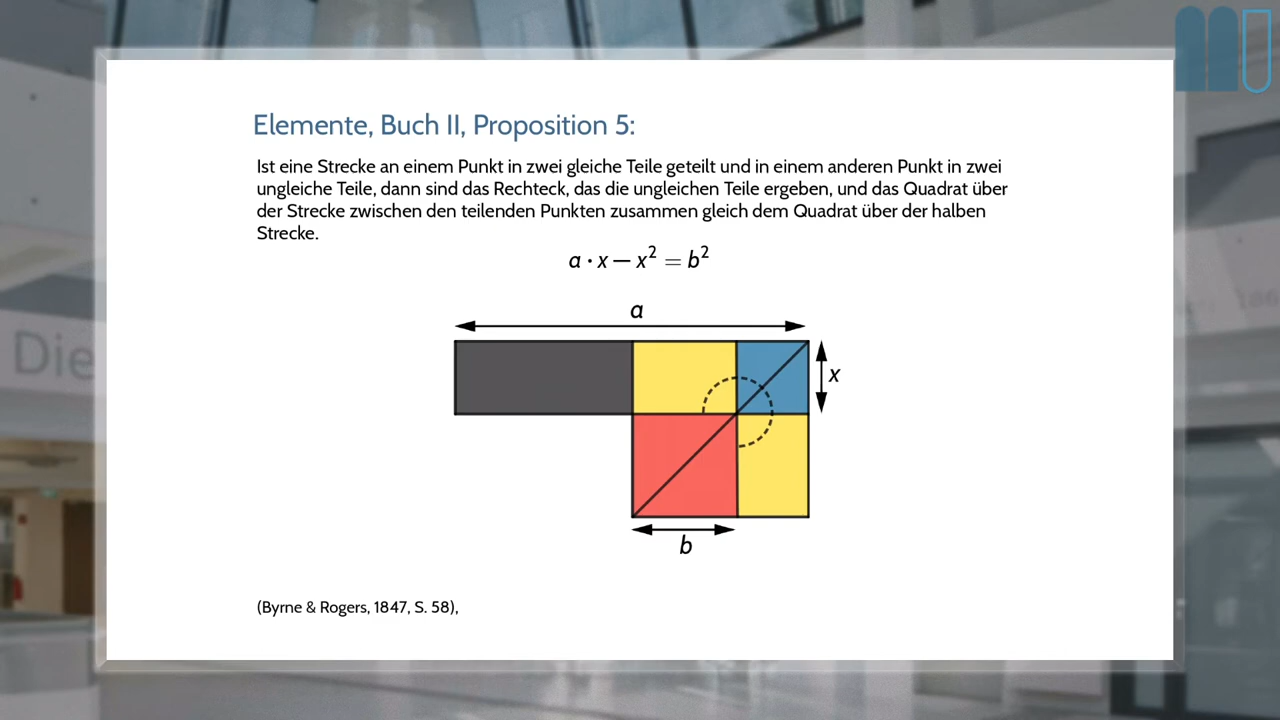 Elemente, Buch II, Proposition 5:
Ist eine Strecke an einem Punkt in zwei gleiche Teile geteilt und in einem anderen Punkt in zwei
ungleiche Teile, dann sind das Rechteck, das die ungleichen Teile ergeben, und das Quadrat über
der Strecke zwischen den teilenden Punkten zusammen gleich dem Quadrat über der halben
Strecke.
a · x − x² = b²
a
Die
x
b
(Byrne & Rogers, 1847, S. 58),